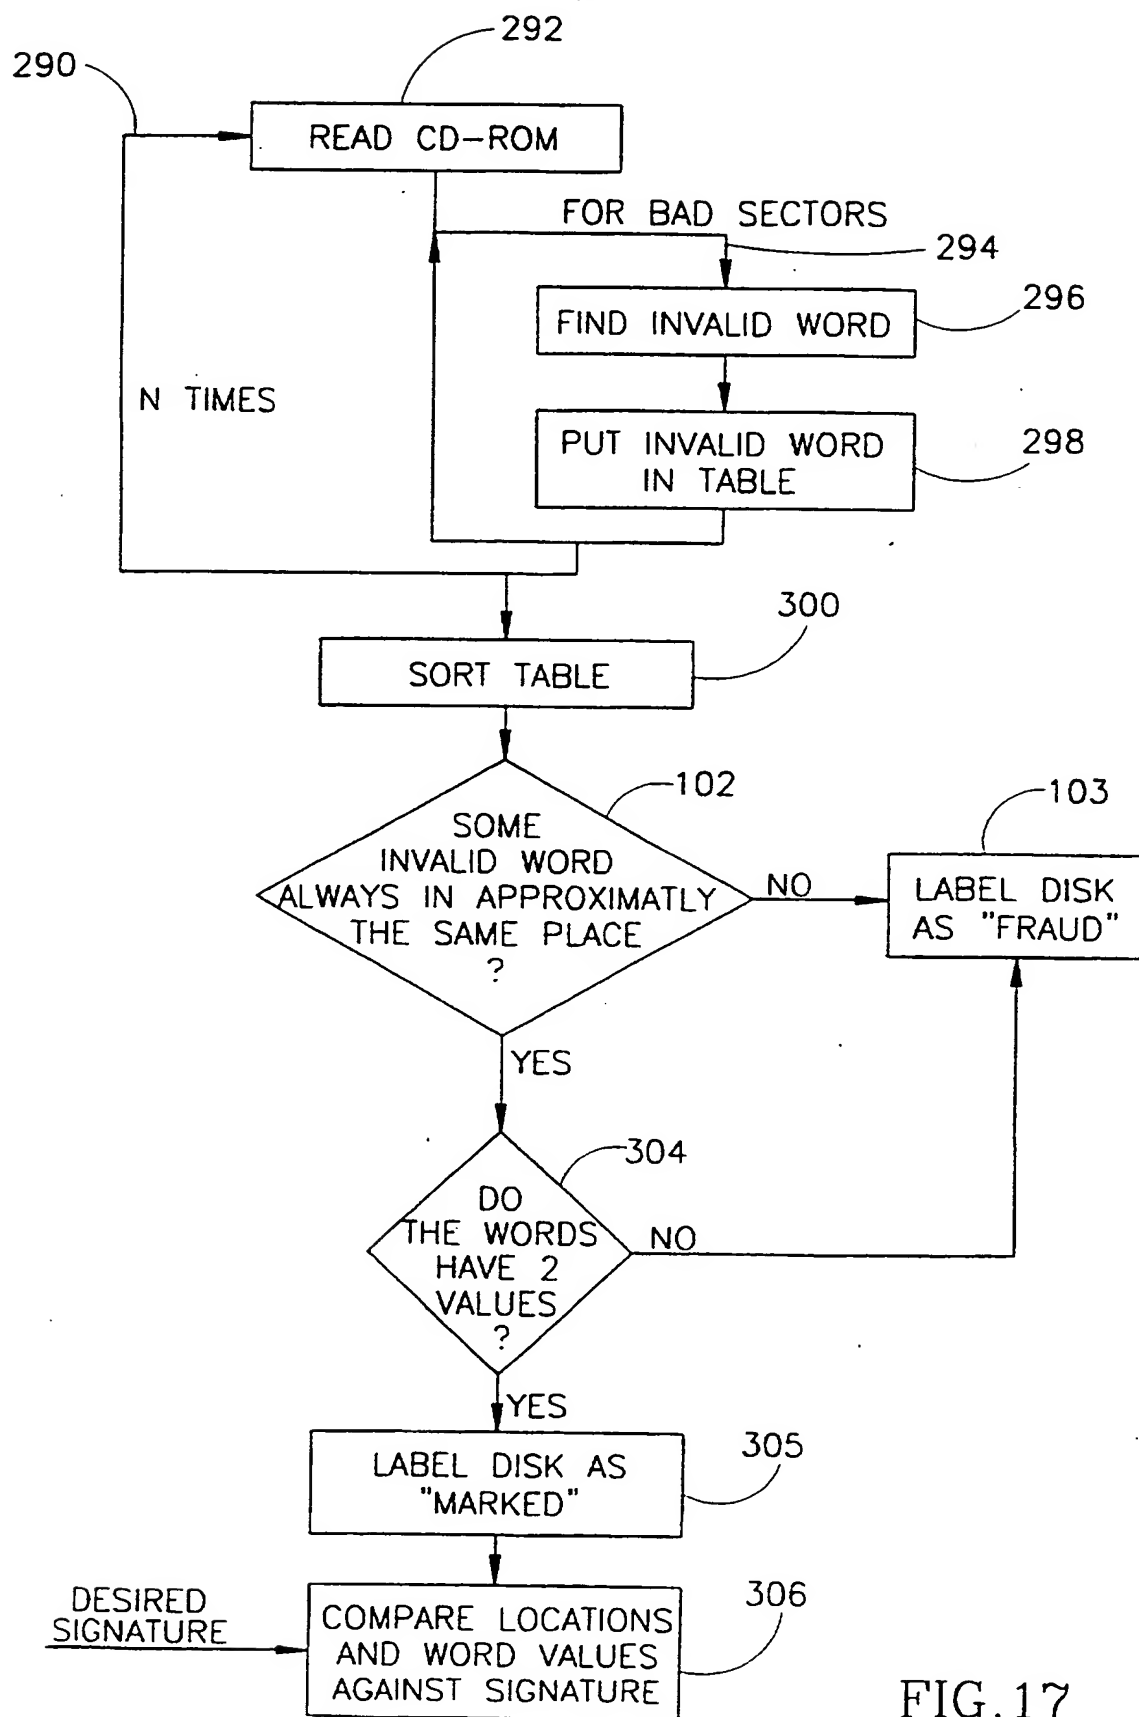 292
290
READ CD-ROM
FOR BAD SECTORS
294
296
FIND INVALID WORD
N TIMES
PUT INVALID WORD
IN TABLE
298
300
SORT TABLE
102
103
SOME
INVALID WORD
ALWAYS IN APPROXIMATLY
THE SAME PLACE
?
NO
LABEL DISK
AS "FRAUD"
YES
304
DO
THE WORDS
HAVE 2
VALUES
?
NO
YES
305
LABEL DISK AS
"MARKED"
306
DESIRED
SIGNATURE
COMPARE LOCATIONS
AND WORD VALUES
AGAINST SIGNATURE
FIG.17